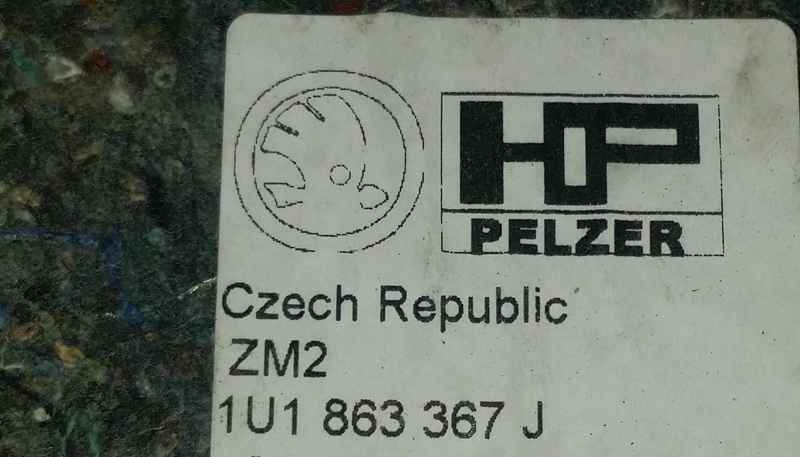 HP
PELZER
Czech Republic
ZM2
1U1 863 367 J